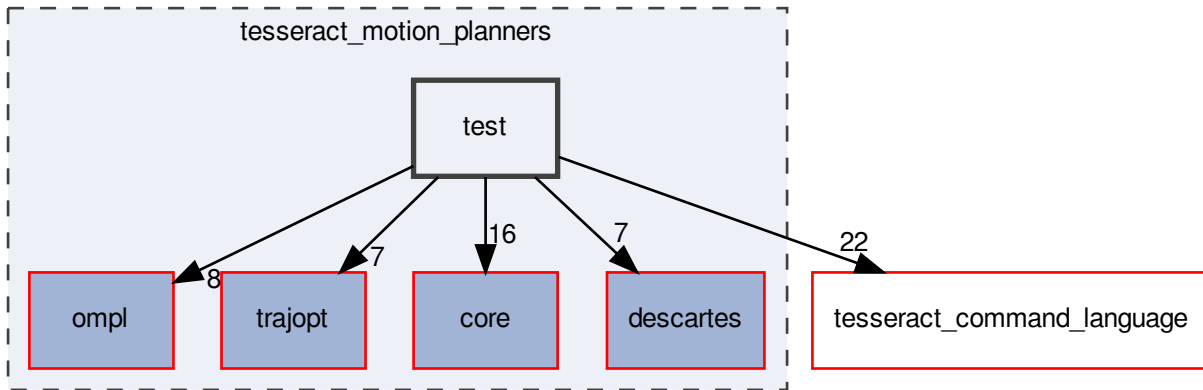 tesseract_motion_planners
test
16
7
22
8
7
ompl
trajopt
core
descartes
tesseract_command_language